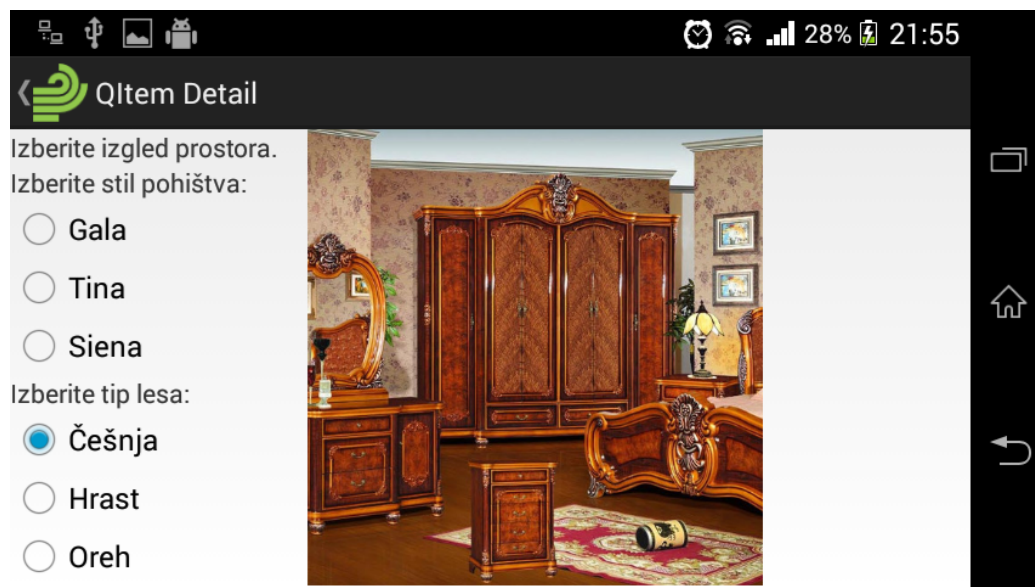 28% 21:55
QItem Detail
Izberite izgled prostora.
Izberite stil pohištva:
Gala
Tina
Siena
Izberite tip lesa:
Češnja
Hrast
Oreh